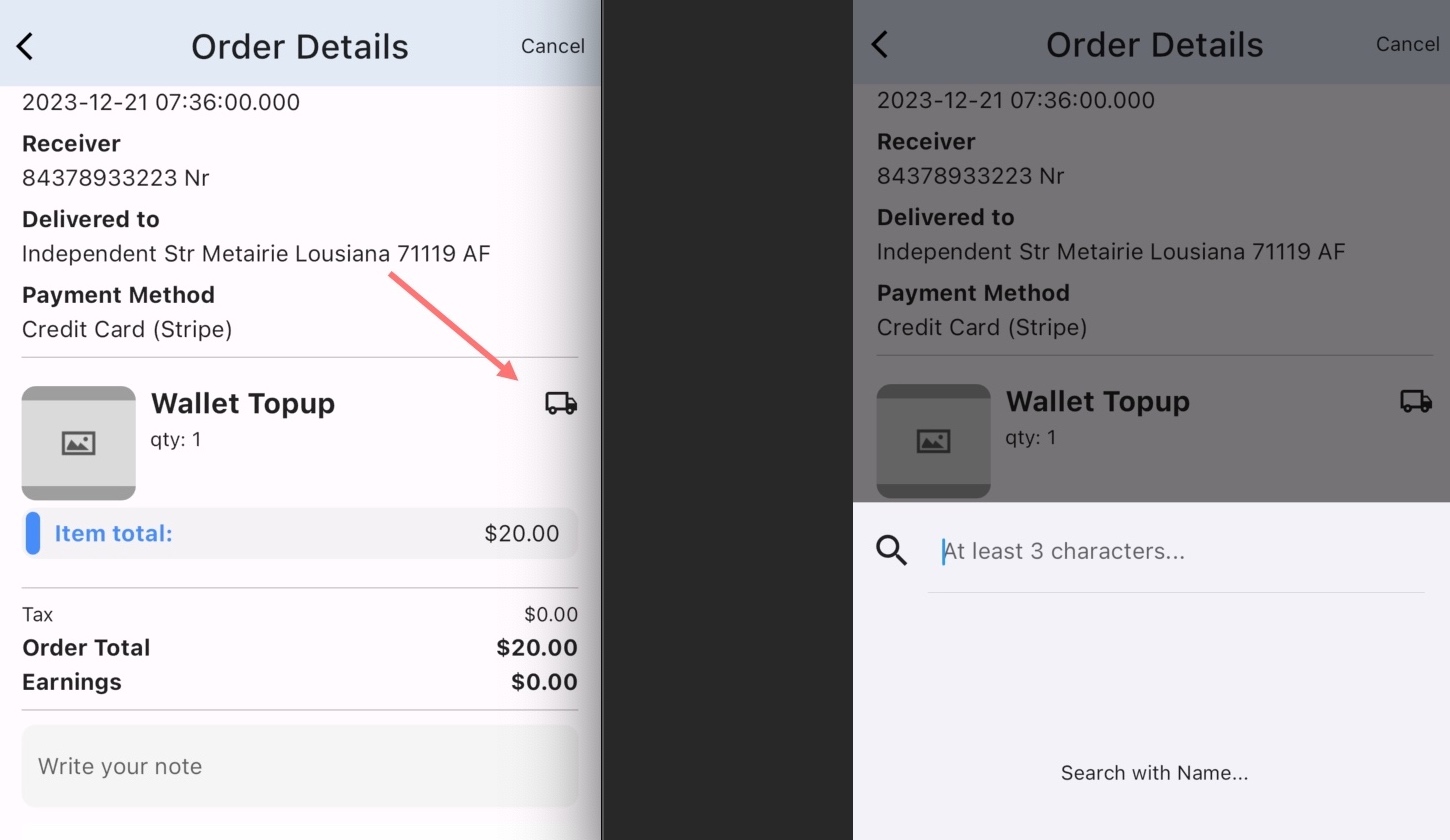 Order Details
Cancel
2023-12-21 07:36:00.000
Receiver
84378933223 Nr
Delivered to
Independent Str Metairie Lousiana 71119 AF
Payment Method
Credit Card (Stripe)
Wallet Topup
qty: 1
Item total: $20.00
Tax $0.00
Order Total $20.00
Earnings $0.00
Write your note
Order Details
Cancel
2023-12-21 07:36:00.000
Receiver
84378933223 Nr
Delivered to
Independent Str Metairie Lousiana 71119 AF
Payment Method
Credit Card (Stripe)
Wallet Topup
qty: 1
At least 3 characters...
Search with Name...